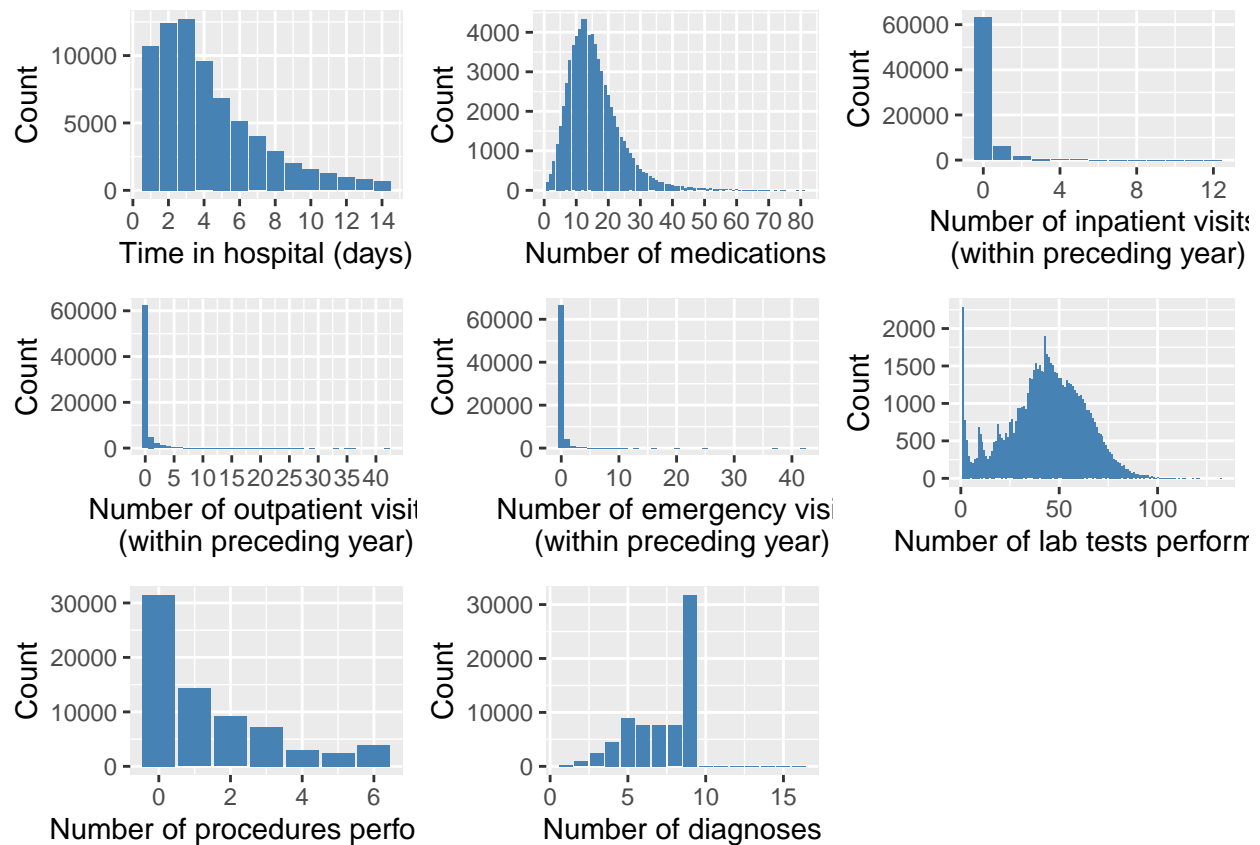 Count
10000
5000
0
0 2 4 6 8 10 12 14
Time in hospital (days)
Count
4000
3000
2000
1000
0
0 10 20 30 40 50 60 70 80
Number of medications
Count
60000
40000
20000
0
0 4 8 12
Number of inpatient visits
(within preceding year)
Count
60000
40000
20000
0
0 5 10 15 20 25 30 35 40
Number of outpatient visit
(within preceding year)
Count
60000
40000
20000
0
0 10 20 30 40
Number of emergency visi
(within preceding year)
Count
2000
1500
1000
500
0
0 50 100
Number of lab tests perform
Count
30000
20000
10000
0
0 2 4 6
Number of procedures perfo
Count
30000
20000
10000
0
0 5 10 15
Number of diagnoses